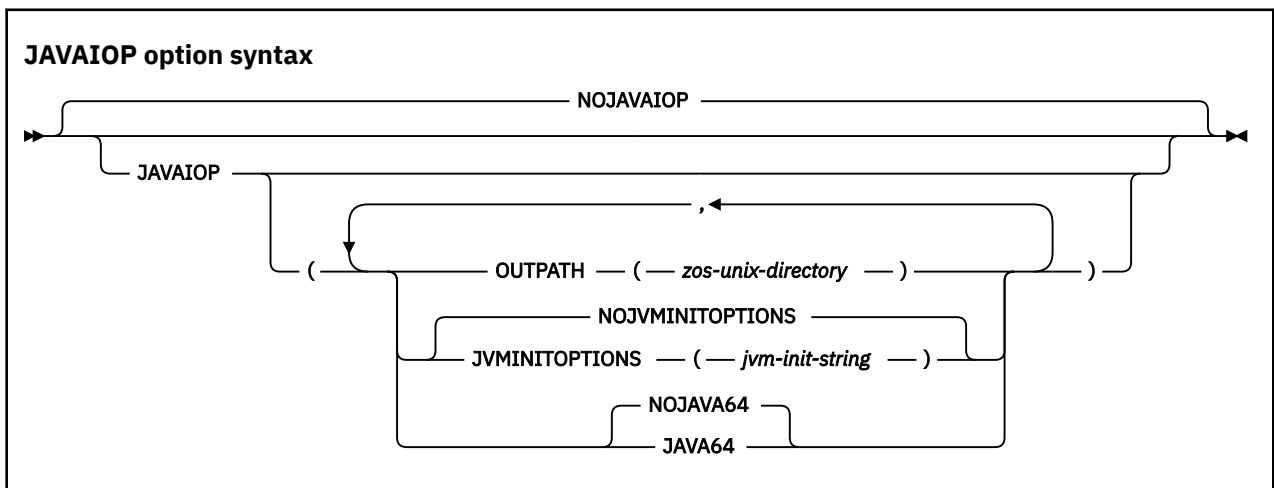 JAVAIOP option syntax
NOJAVAIOP
JAVAIOP
,
( OUTPATH ( zos-unix-directory ) )
NOJVMINITOPTIONS
JVMINITOPTIONS ( jvm-init-string )
NOJAVA64
JAVA64